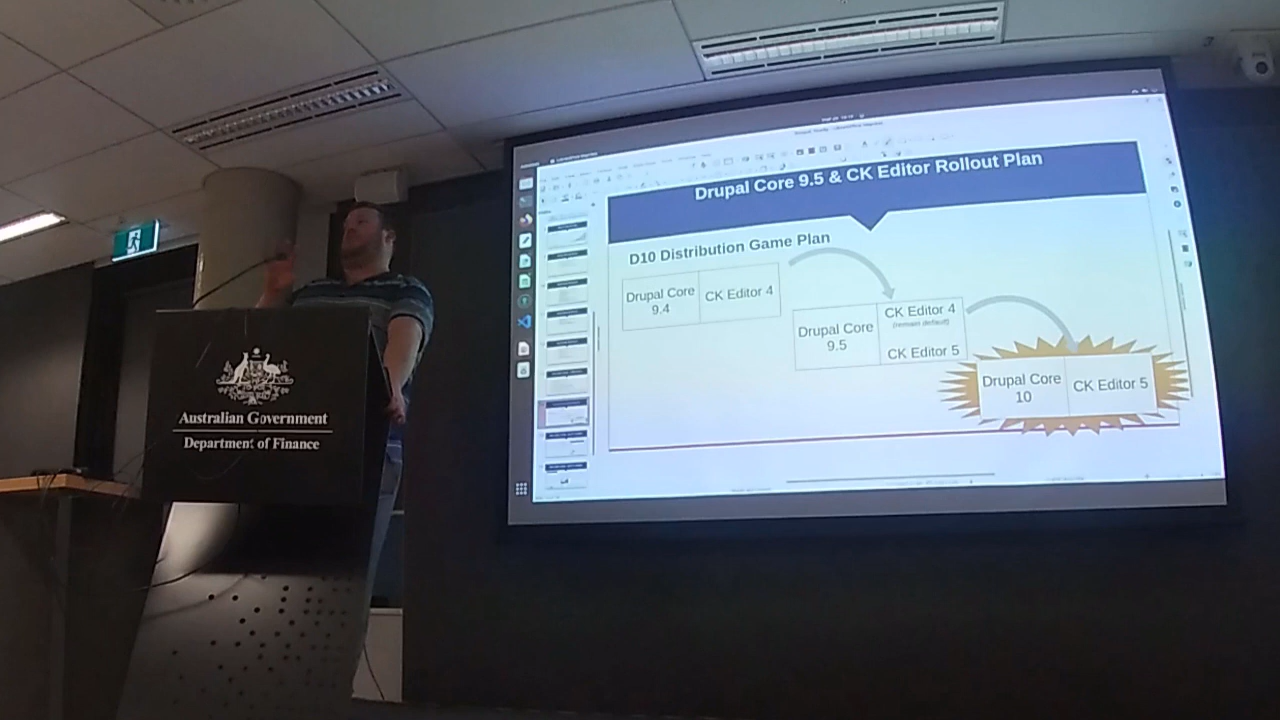 Australian Government
Department of Finance
Drupal Core 9.5 & CK Editor Rollout Plan
D10 Distribution Game Plan
Drupal Core
9.4
CK Editor 4
Drupal Core
9.5
CK Editor 4
(remain default)
CK Editor 5
Drupal Core
10
CK Editor 5